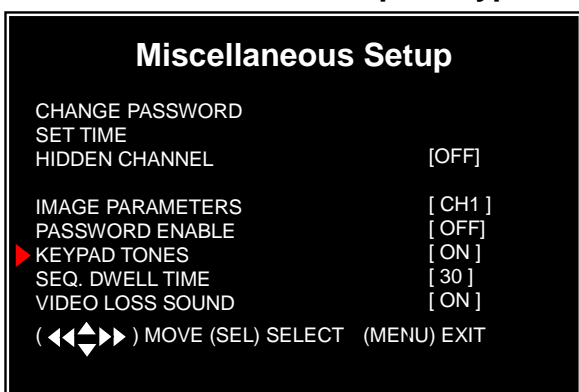 Miscellaneous Setup
CHANGE PASSWORD
SET TIME
HIDDEN CHANNEL [OFF]
IMAGE PARAMETERS [ CH1 ]
PASSWORD ENABLE [ OFF]
KEYPAD TONES [ ON ]
SEQ. DWELL TIME [ 30 ]
VIDEO LOSS SOUND [ ON ]
( ◀◀▲▼▶▶ ) MOVE (SEL) SELECT (MENU) EXIT